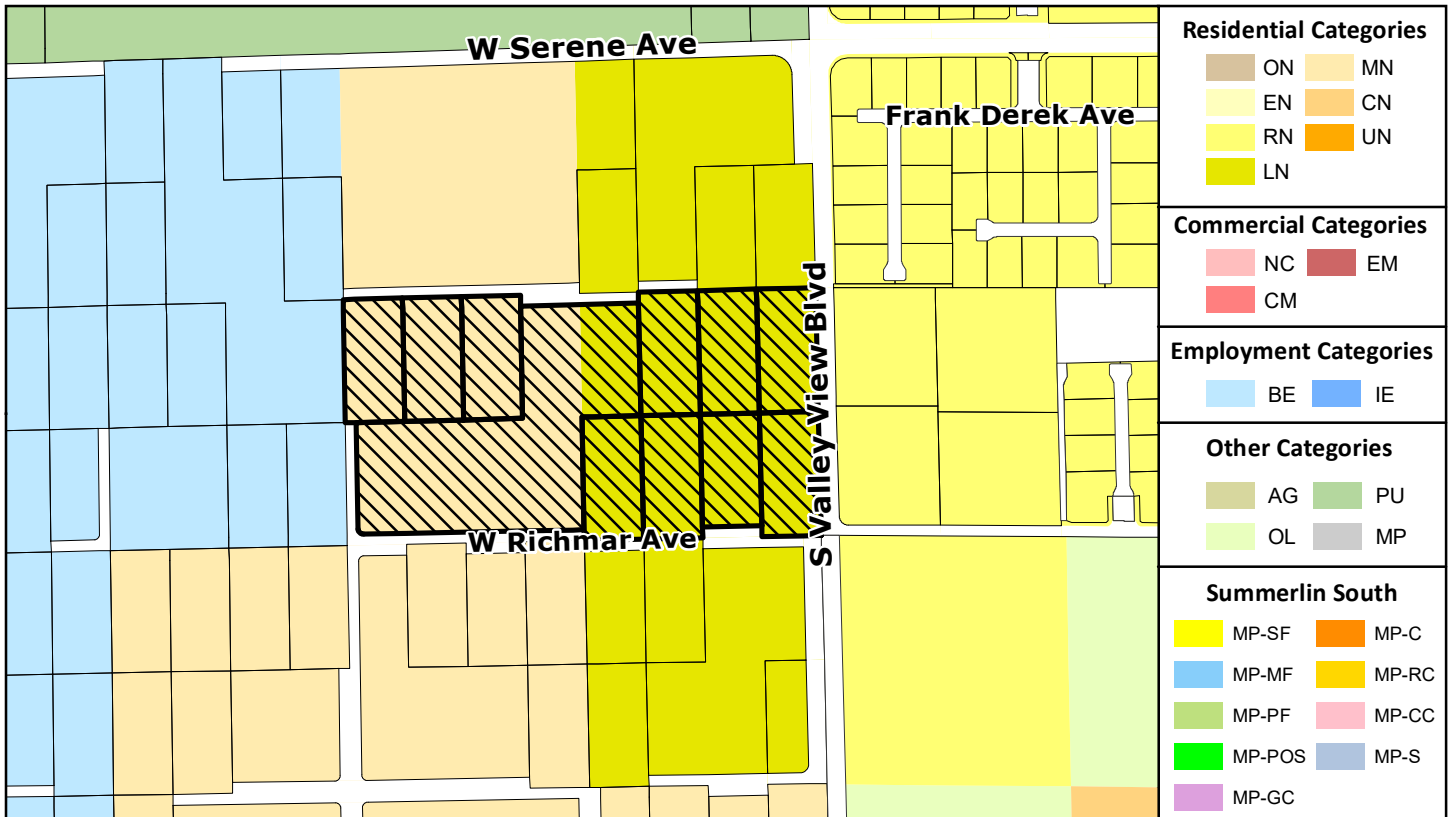 W Serene Ave
Frank Derek Ave
S Valley View Blvd
W Richmar Ave
Residential Categories
ON MN
EN CN
RN UN
LN
Commercial Categories
NC EM
CM
Employment Categories
BE IE
Other Categories
AG PU
OL MP
Summerlin South
MP-SF MP-C
MP-MF MP-RC
MP-PF MP-CC
MP-POS MP-S
MP-GC